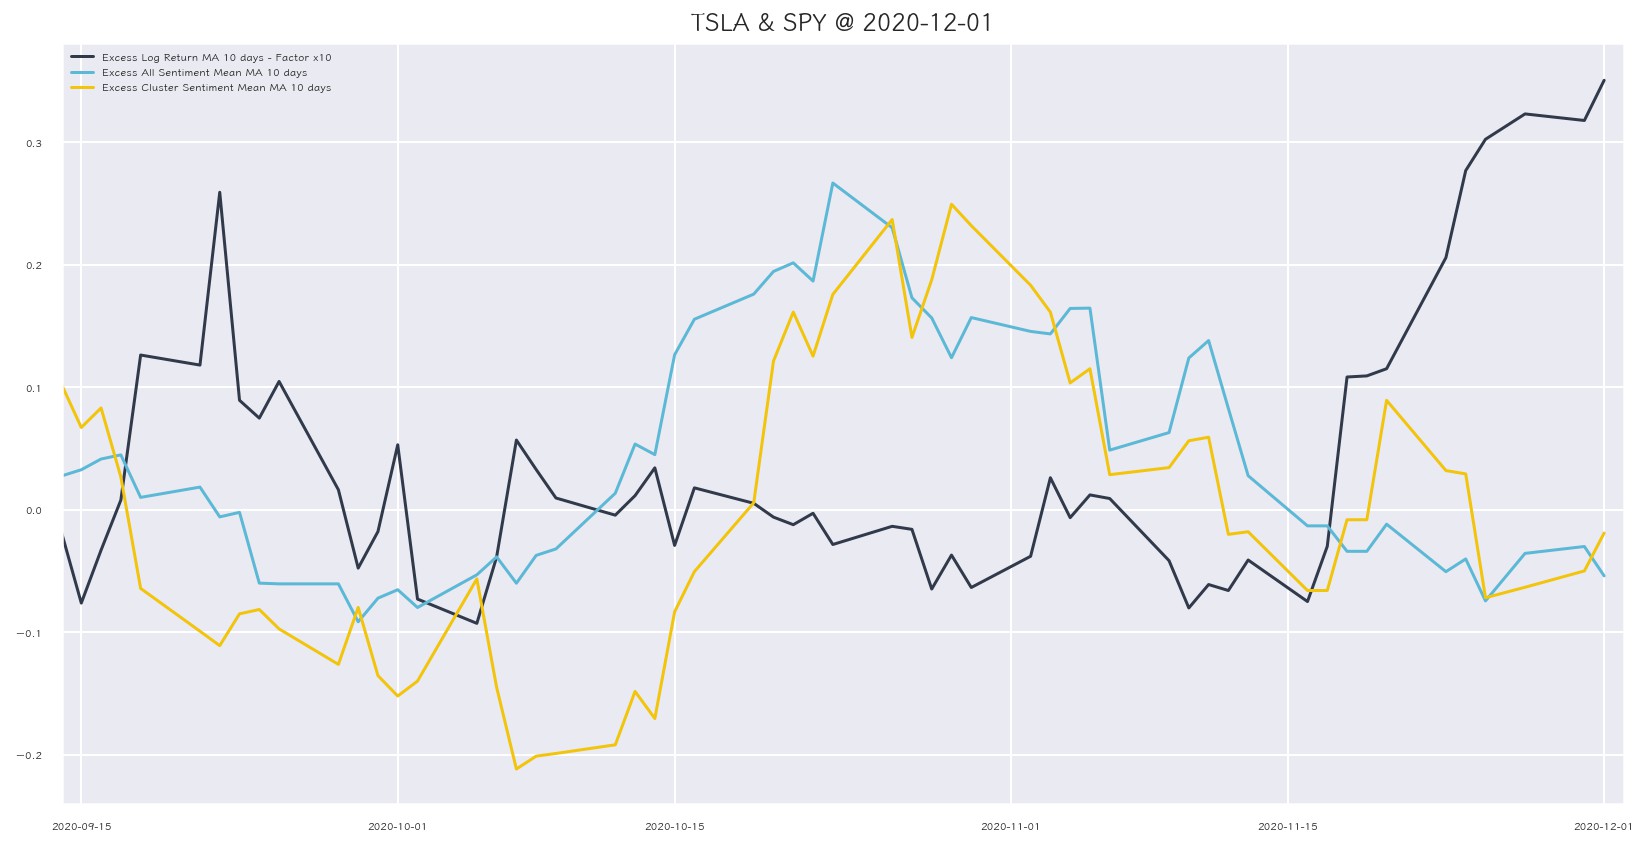 TSLA & SPY @ 2020-12-01
Excess Log Return MA 10 days - Factor x10
Excess All Sentiment Mean MA 10 days
Excess Cluster Sentiment Mean MA 10 days
0.3
0.2
0.1
0.0
−0.1
−0.2
2020-09-15 2020-10-01 2020-10-15 2020-11-01 2020-11-15 2020-12-01